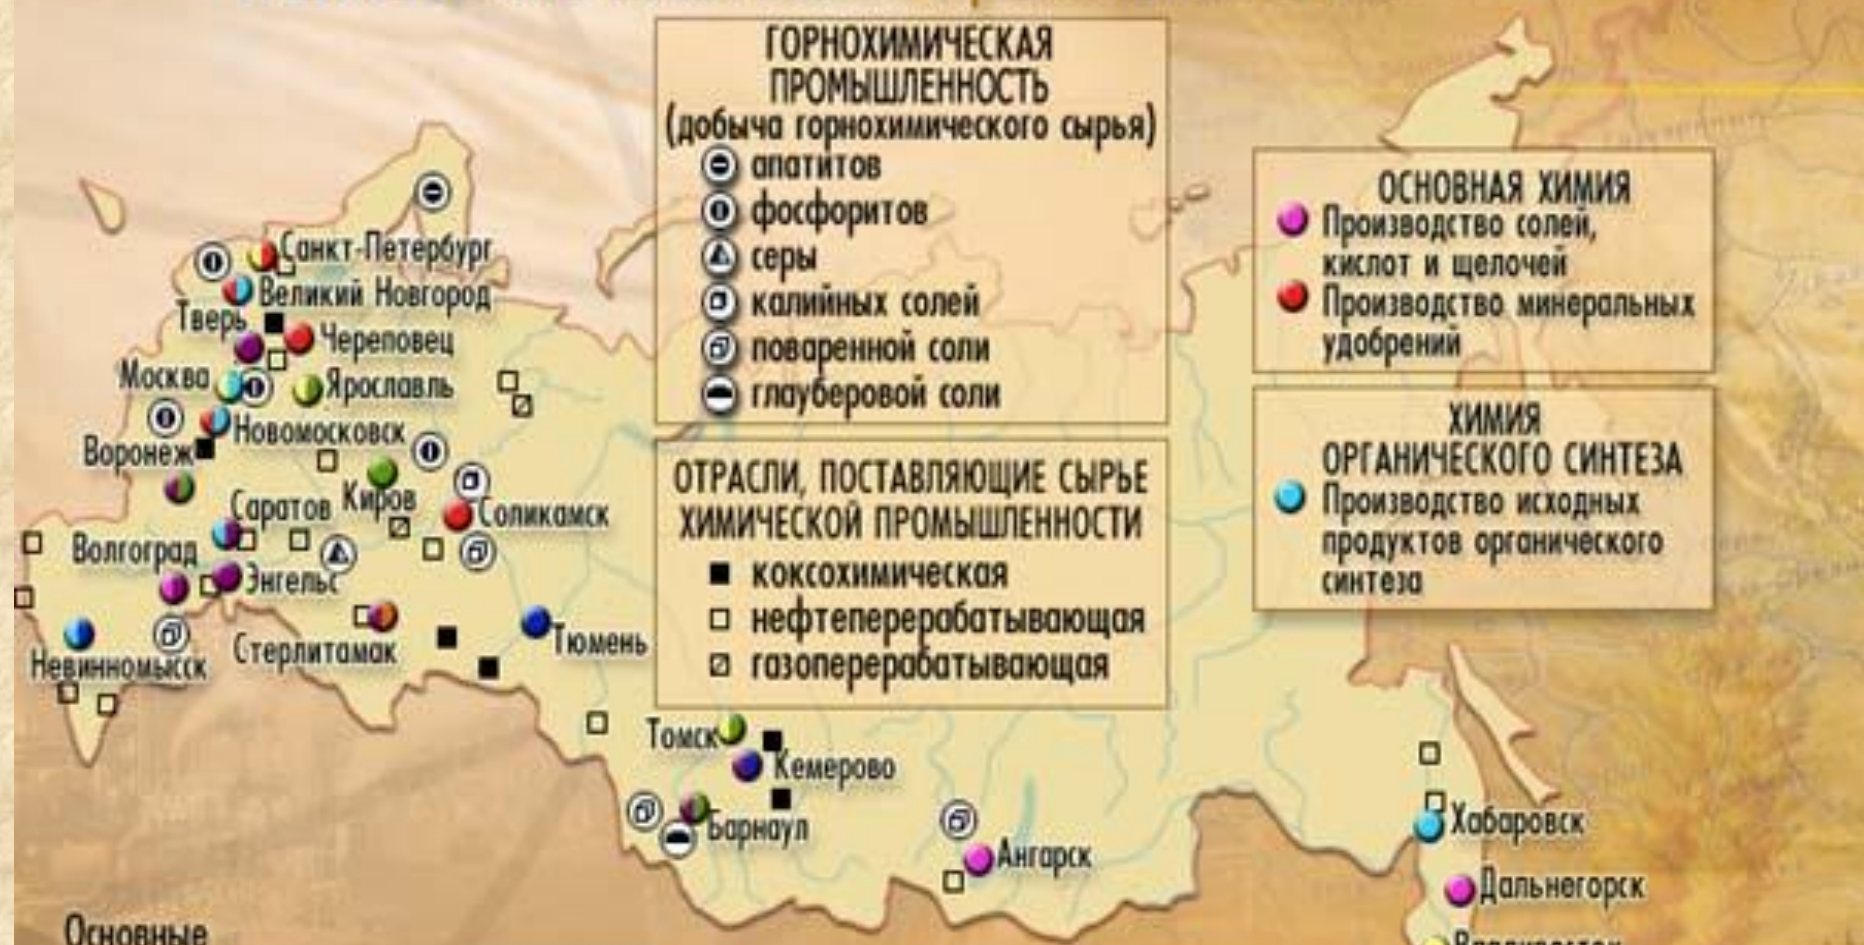 ГОРНОХИМИЧЕСКАЯ
ПРОМЫШЛЕННОСТЬ
(добыча горнохимического сырья)
апатитов
фосфоритов
серы
калийных солей
поваренной соли
глауберовой соли
ОТРАСЛИ, ПОСТАВЛЯЮЩИЕ СЫРЬЕ
ХИМИЧЕСКОЙ ПРОМЫШЛЕННОСТИ
коксохимическая
нефтеперерабатывающая
газоперерабатывающая
ОСНОВНАЯ ХИМИЯ
Производство солей,
кислот и щелочей
Производство минеральных
удобрений
ХИМИЯ
ОРГАНИЧЕСКОГО СИНТЕЗА
Производство исходных
продуктов органического
синтеза
Санкт-Петербург
Великий Новгород
Тверь
Череповец
Москва
Ярославль
Новомосковск
Воронеж
Саратов
Киров
Соликамск
Волгоград
Энгельс
Стерлитамак
Тюмень
Невинномысск
Томск
Кемерово
Барнаул
Ангарск
Хабаровск
Дальнегорск
Основные